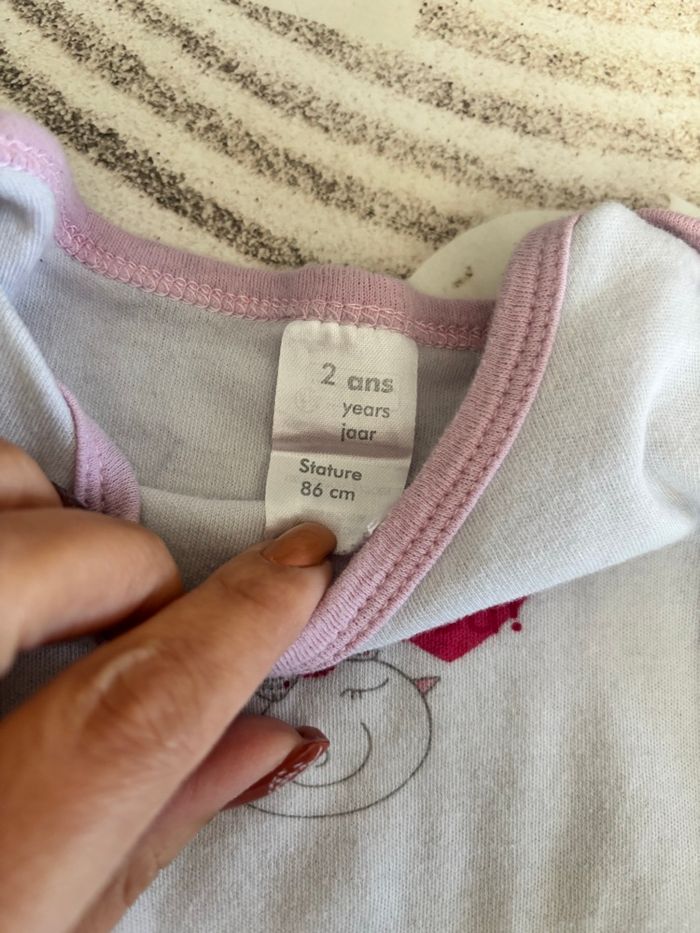 2 ans
years
jaar
Stature
86 cm